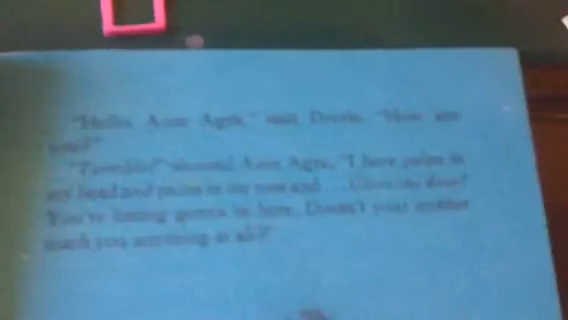 "Hello, Aunt Agra," said Dorrie. "How are
you?"
"Terrible!" Aunt Agra. "I have pains in
my head and pains in my toes and . . . Close the door!
You're letting in here. Doesn't your mother
teach you anything at all?"